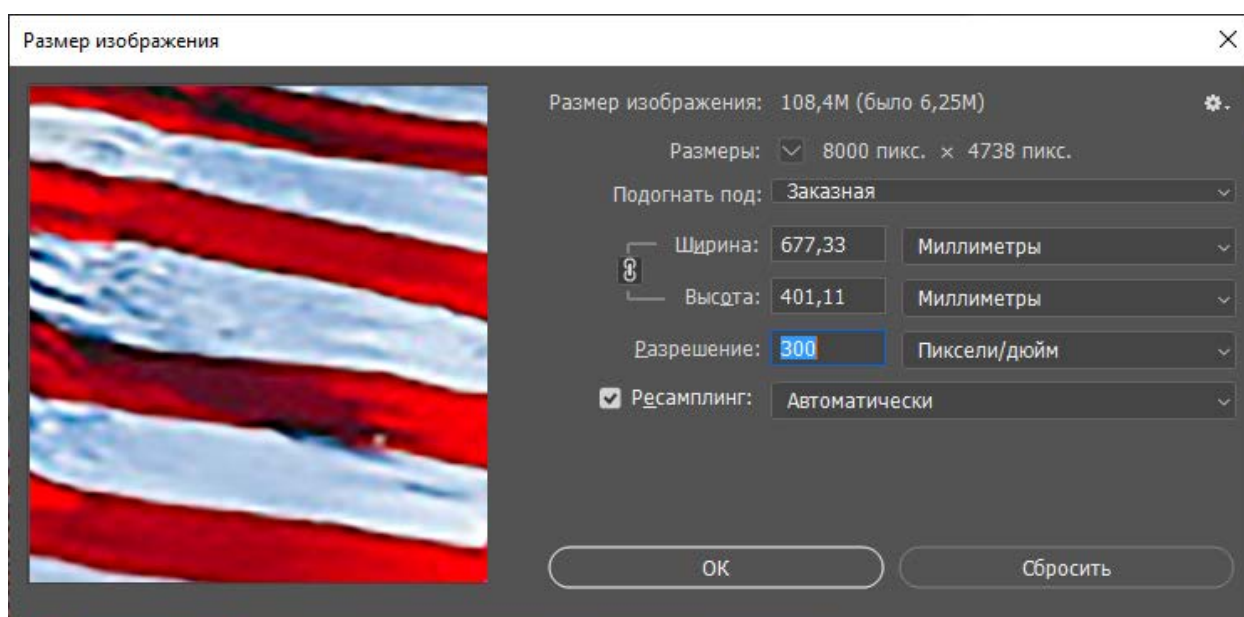 Размер изображения
Размер изображения: 108,4M (было 6,25M)
Размеры: 8000 пикс. × 4738 пикс.
Подогнать под: Заказная
Ширина: 677,33 Миллиметры
Высота: 401,11 Миллиметры
Разрешение: 300 Пиксели/дюйм
Ресамплинг: Автоматически
ОК Сбросить